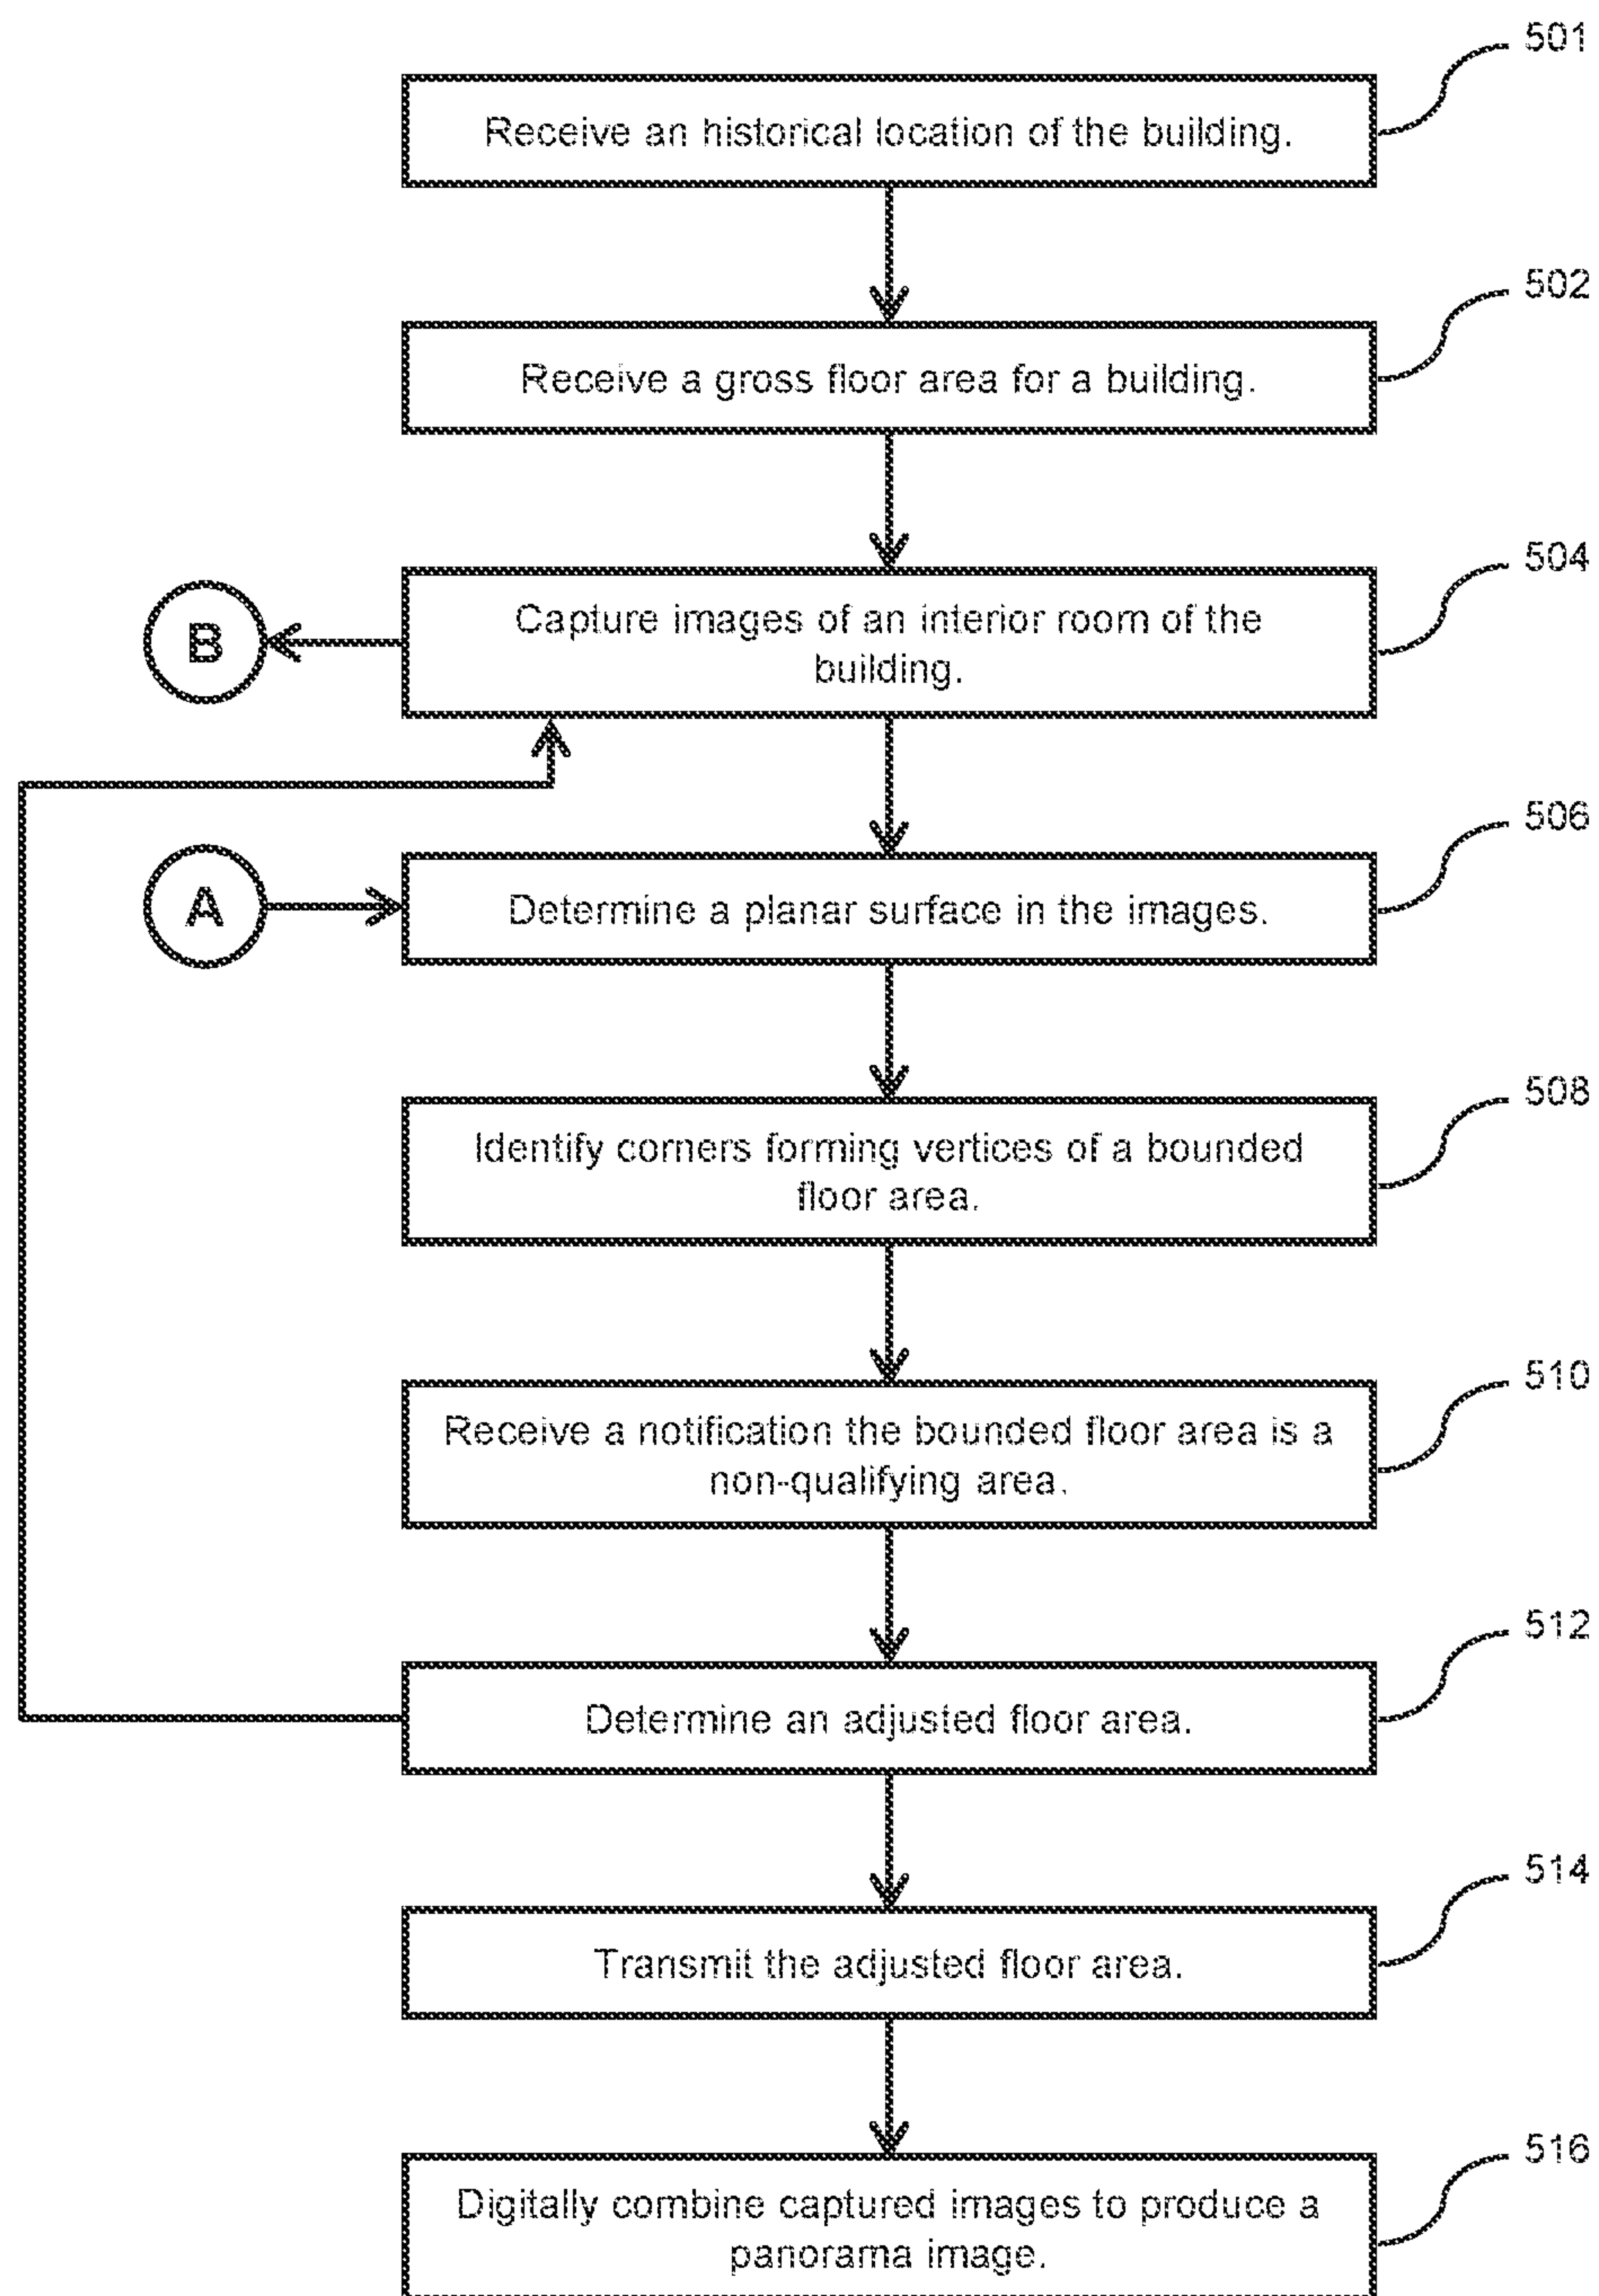 501
Receive an historical location of the building.
502
Receive a gross floor area for a building.
504
Capture images of an interior room of the
building.
B
506
Determine a planar surface in the images.
A
508
Identify corners forming vertices of a bounded
floor area.
510
Receive a notification the bounded floor area is a
non-qualifying area.
512
Determine an adjusted floor area.
514
Transmit the adjusted floor area.
516
Digitally combine captured images to produce a
panorama image.